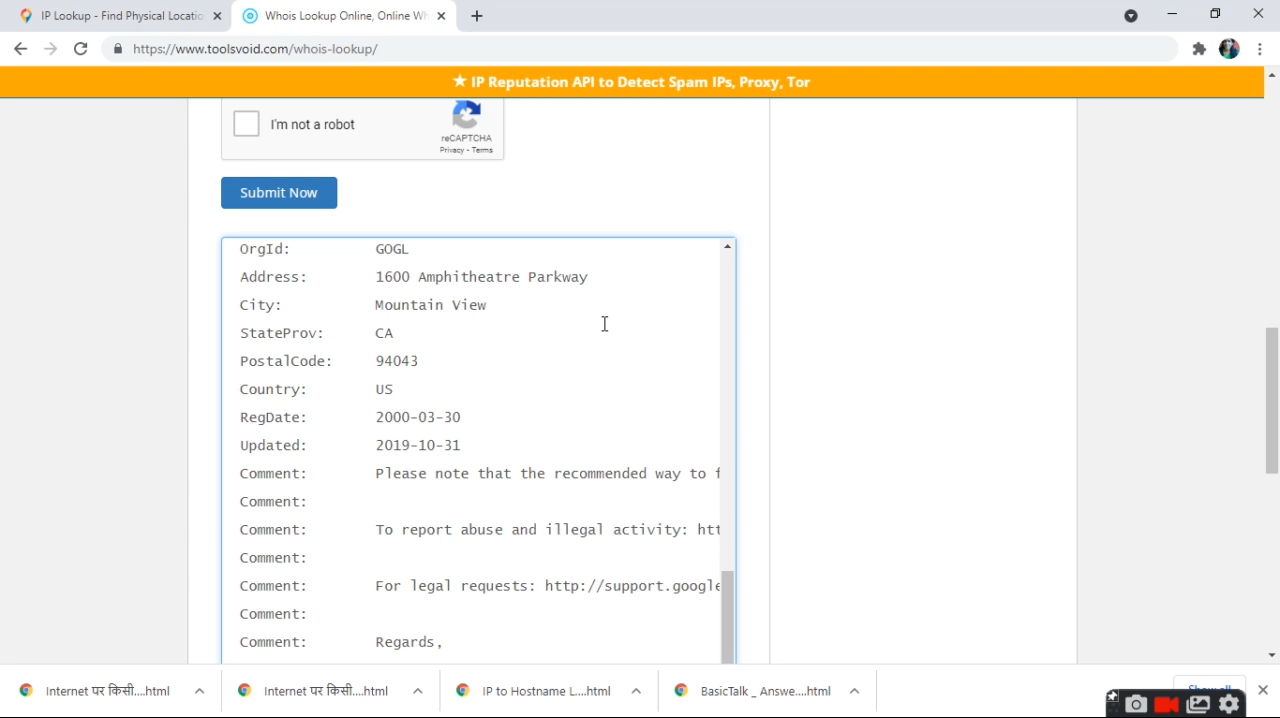 IP Lookup - Find Physical Locatio
Whois Lookup Online, Online Wh
https://www.toolsvoid.com/whois-lookup/
★ IP Reputation API to Detect Spam IPs, Proxy, Tor
I'm not a robot
reCAPTCHA
Privacy - Terms
Submit Now
OrgId: GOGL
Address: 1600 Amphitheatre Parkway
City: Mountain View
StateProv: CA
PostalCode: 94043
Country: US
RegDate: 2000-03-30
Updated: 2019-10-31
Comment: Please note that the recommended way to f
Comment:
Comment: To report abuse and illegal activity: htt
Comment:
Comment: For legal requests: http://support.google
Comment:
Comment: Regards,
Internet पर किसी....html
Internet पर किसी....html
IP to Hostname L....html
BasicTalk _ Answe....html
Show all